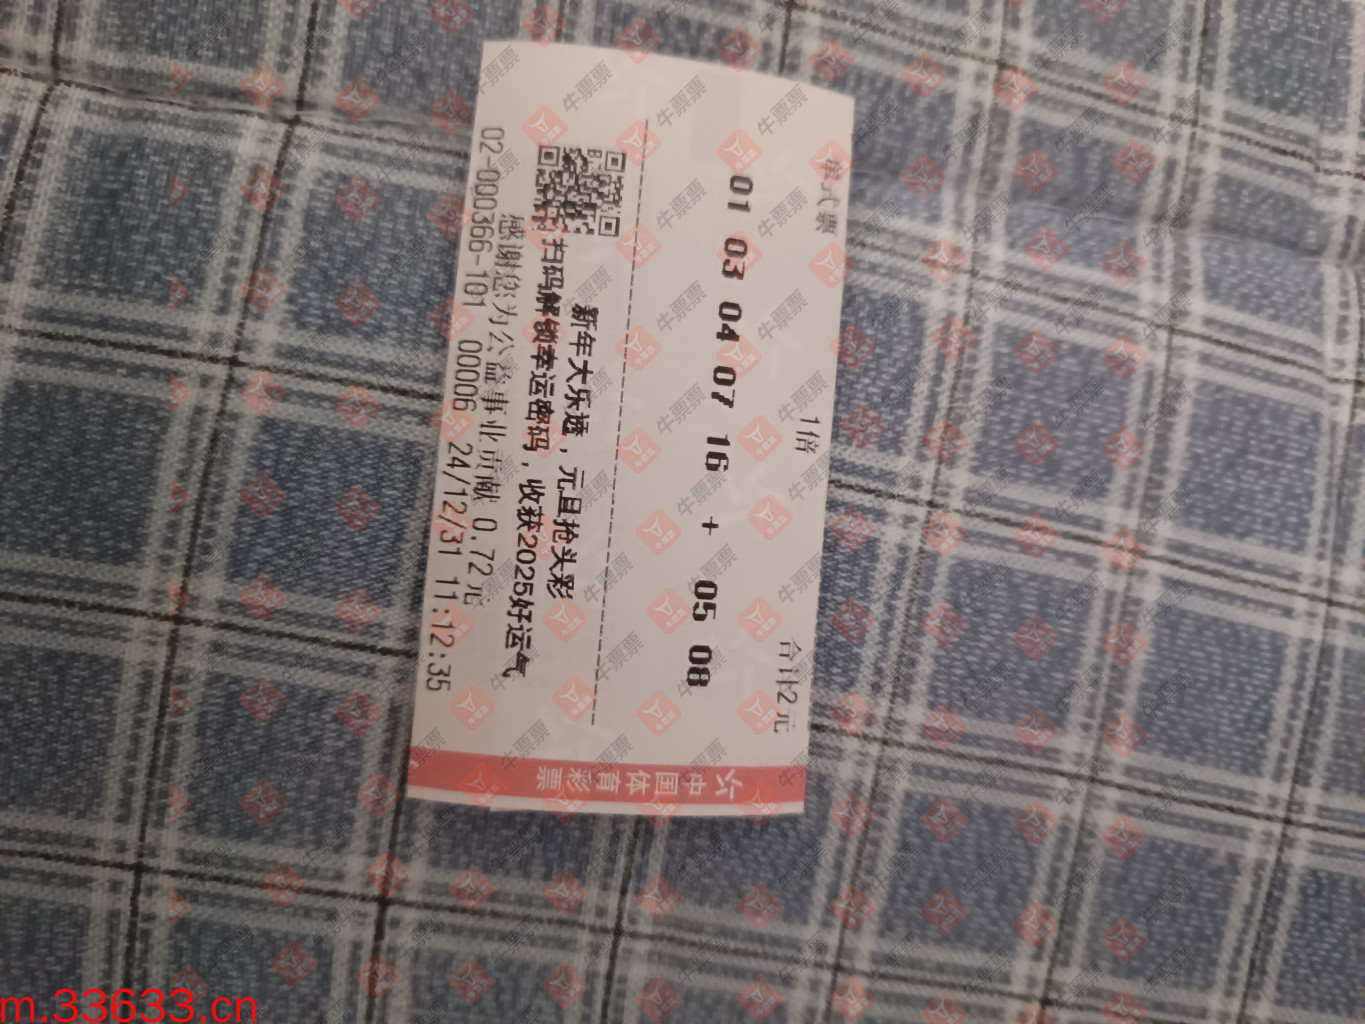 单式票 1倍 合计2元
01 03 04 07 16 + 05 08
新年大乐透，元旦抢头彩
扫码解锁幸运密码，收获2025好运气
感谢您为公益事业贡献 0.72元
02-000366-101 00006 24/12/31 11:12:35
中国体育彩票
牛票票
m.33633.cn